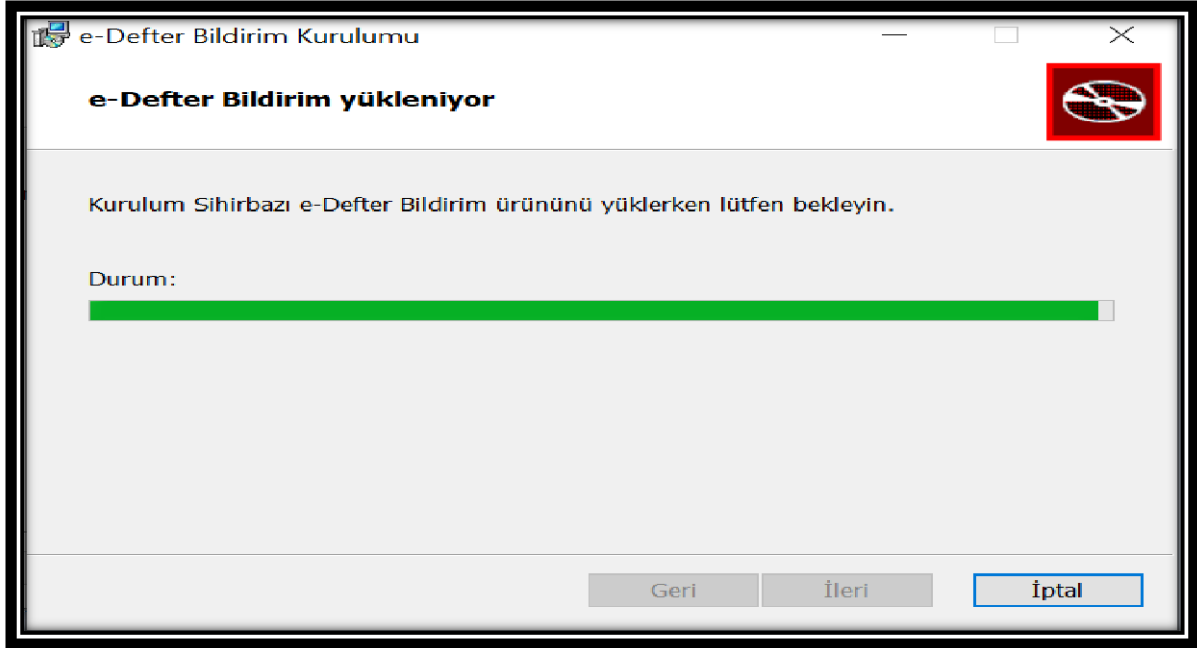 e-Defter Bildirim Kurulumu
e-Defter Bildirim yükleniyor
Kurulum Sihirbazı e-Defter Bildirim ürününü yüklerken lütfen bekleyin.
Durum:
Geri İleri İptal